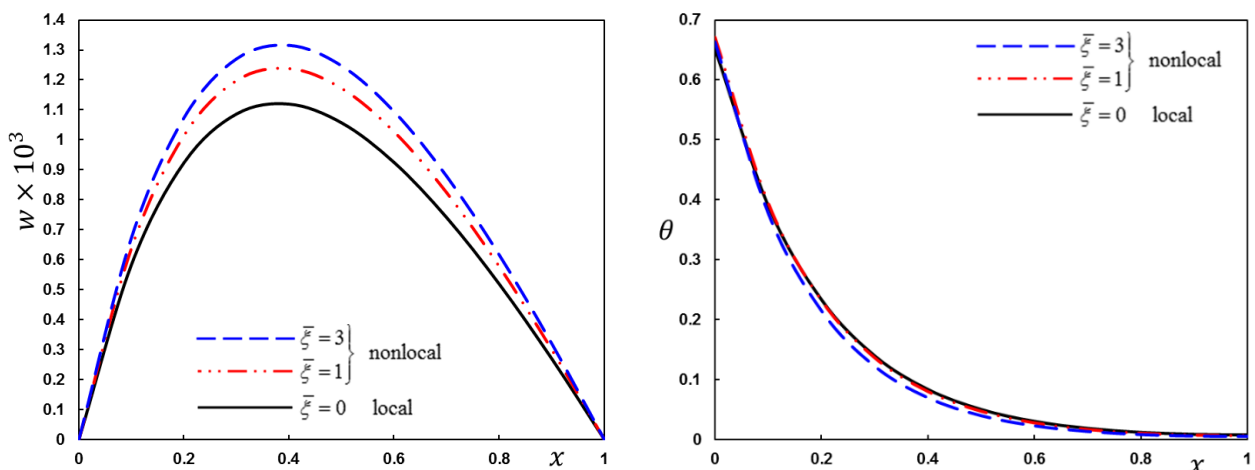 1.4
1.3
1.2
1.1
1
0.9
0.8
0.7
0.6
0.5
0.4
0.3
0.2
0.1
0
w × 10³
0 0.2 0.4 0.6 0.8 1
x
ξ̄ = 3
ξ̄ = 1
nonlocal
ξ̄ = 0 local
0.7
0.6
0.5
0.4
0.3
0.2
0.1
0
θ
0 0.2 0.4 0.6 0.8 1
x
ξ̄ = 3
ξ̄ = 1
nonlocal
ξ̄ = 0 local